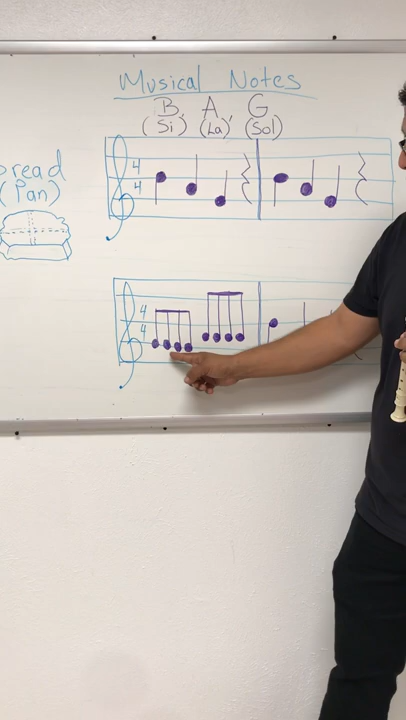 Musical Notes
B, A, G
(Si) (La) (Sol)
4
4
read
(Pan)
4
4